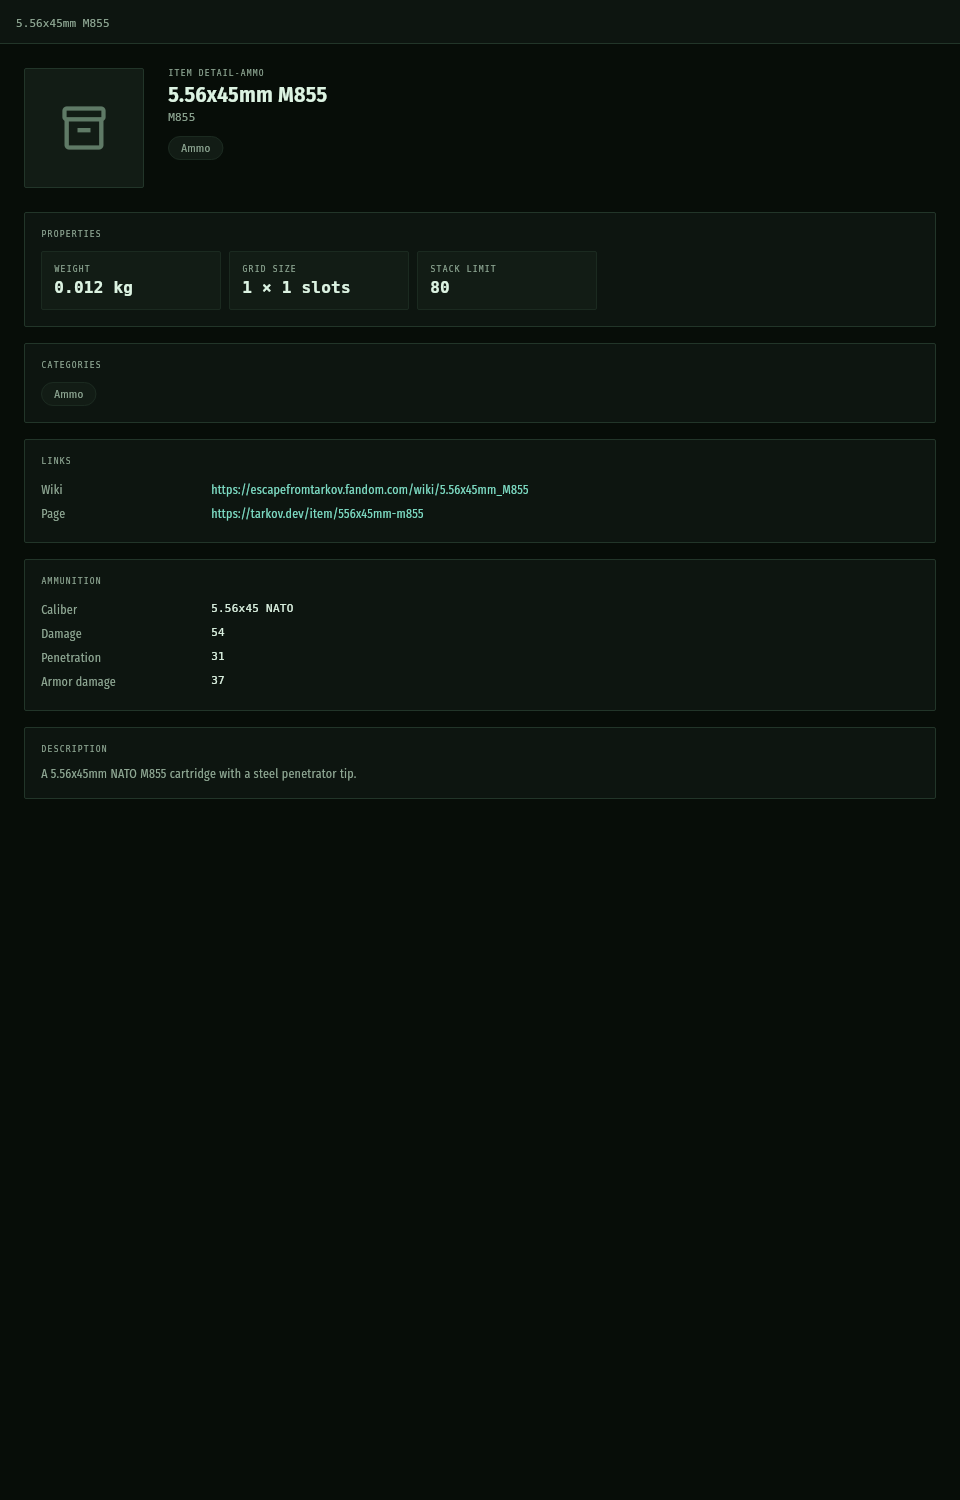 5.56x45mm M855
ITEM DETAIL-AMMO
5.56x45mm M855
M855
Ammo
PROPERTIES
WEIGHT
0.012 kg
GRID SIZE
1 × 1 slots
STACK LIMIT
80
CATEGORIES
Ammo
LINKS
Wiki https://escapefromtarkov.fandom.com/wiki/5.56x45mm_M855
Page https://tarkov.dev/item/556x45mm-m855
AMMUNITION
Caliber 5.56x45 NATO
Damage 54
Penetration 31
Armor damage 37
DESCRIPTION
A 5.56x45mm NATO M855 cartridge with a steel penetrator tip.